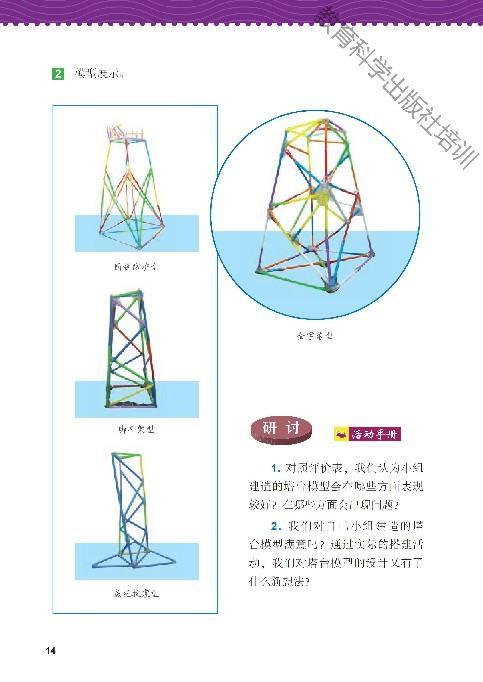 教育科学出版社培训
2 模型展示。
研讨
活动手册
1. 对照评价表，我们认为小组
建造的塔台模型会在哪些方面表现
较好？在哪些方面会出现问题？
2. 我们对自己小组建造的塔
台模型满意吗？通过实际的搭建活
动，我们对塔台模型的设计又有了
什么新想法？
14